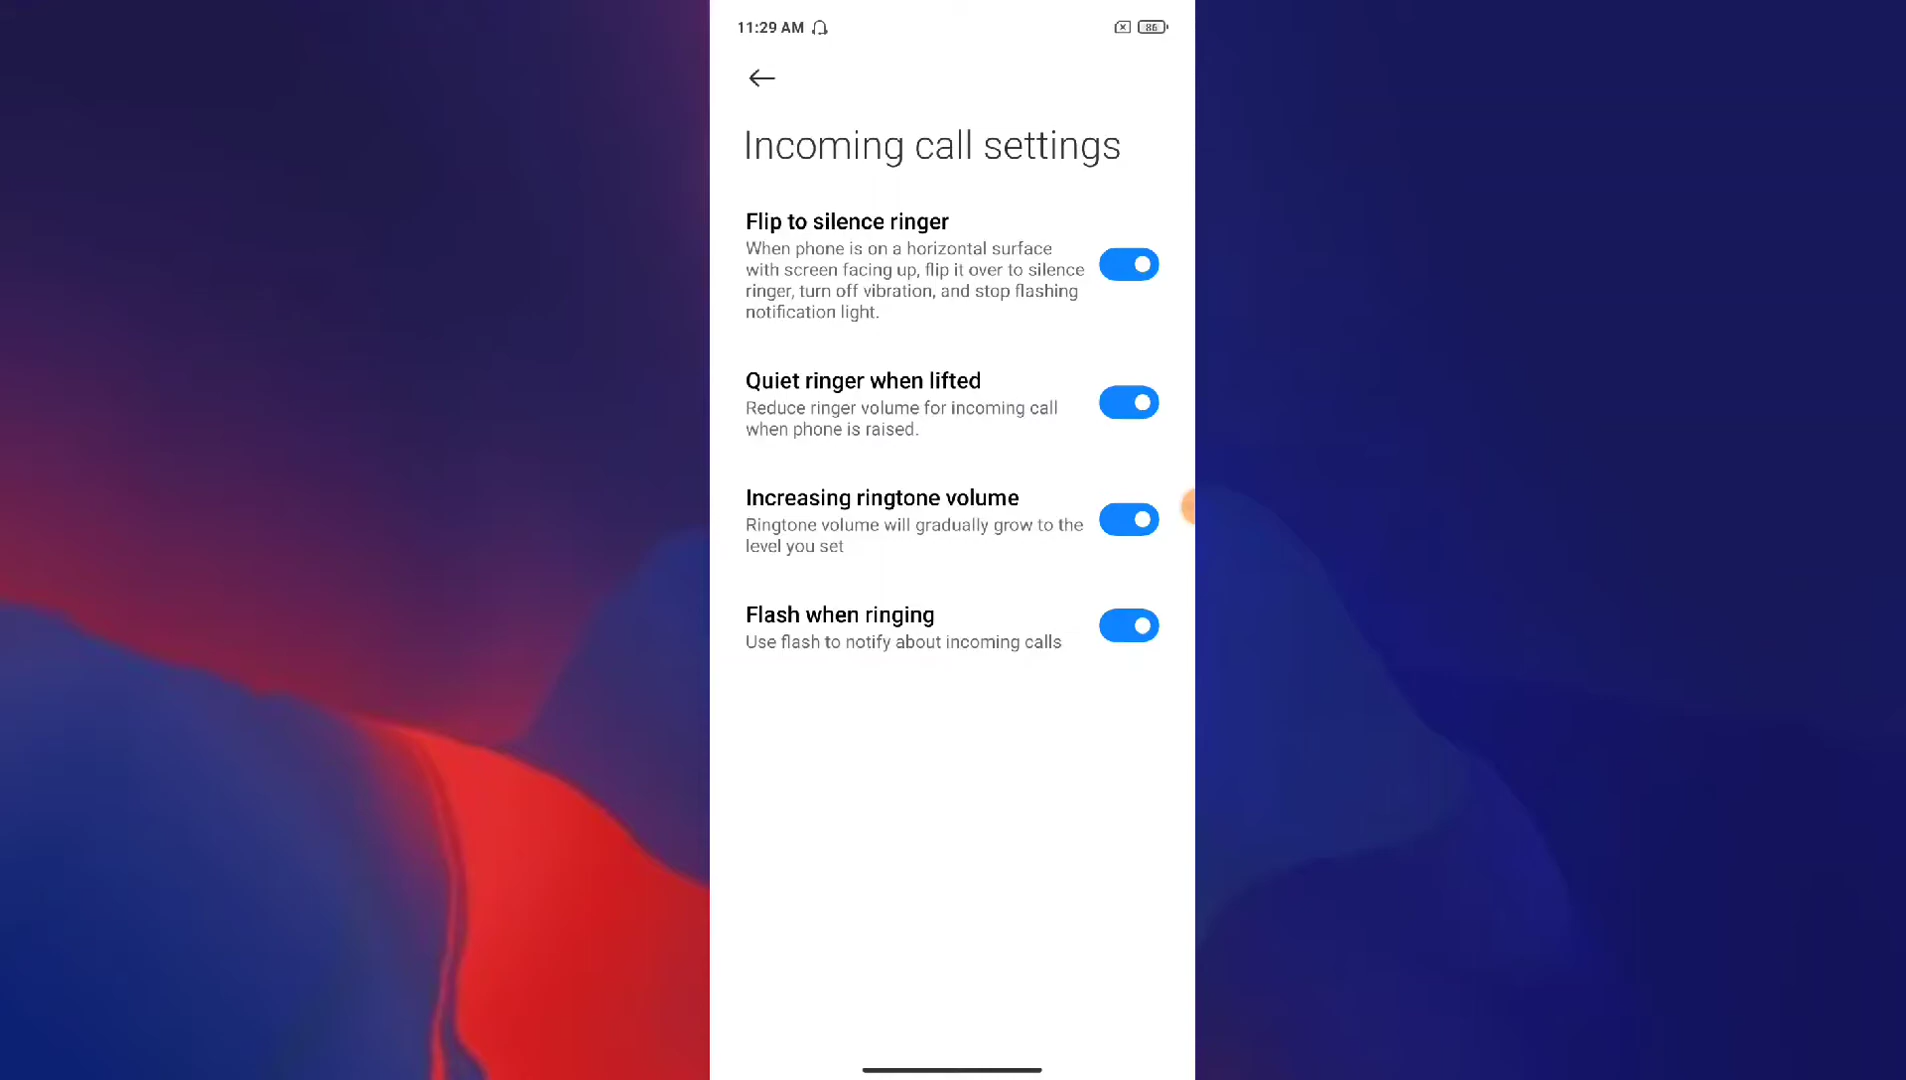 11:29 AM
86
Incoming call settings
Flip to silence ringer
When phone is on a horizontal surface
with screen facing up, flip it over to silence
ringer, turn off vibration, and stop flashing
notification light.
Quiet ringer when lifted
Reduce ringer volume for incoming call
when phone is raised.
Increasing ringtone volume
Ringtone volume will gradually grow to the
level you set
Flash when ringing
Use flash to notify about incoming calls